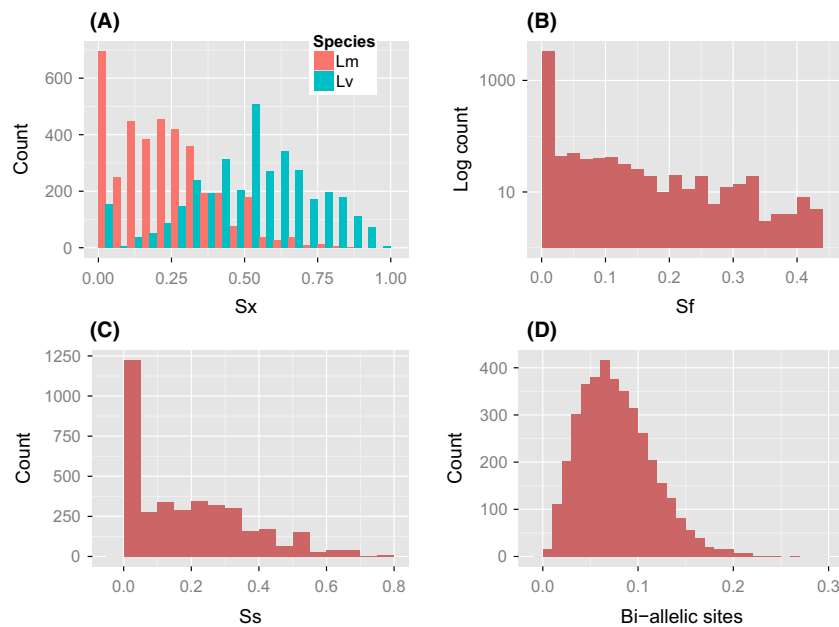 (A)
Species
Lm
Lv
600
400
200
0
Count
0.00
0.25
0.50
0.75
1.00
Sx
(B)
1000
10
Log count
0.0
0.1
0.2
0.3
0.4
Sf
(C)
1250
1000
750
500
250
0
Count
0.0
0.2
0.4
0.6
0.8
Ss
(D)
400
300
200
100
0
Count
0.0
0.1
0.2
0.3
Bi−allelic sites